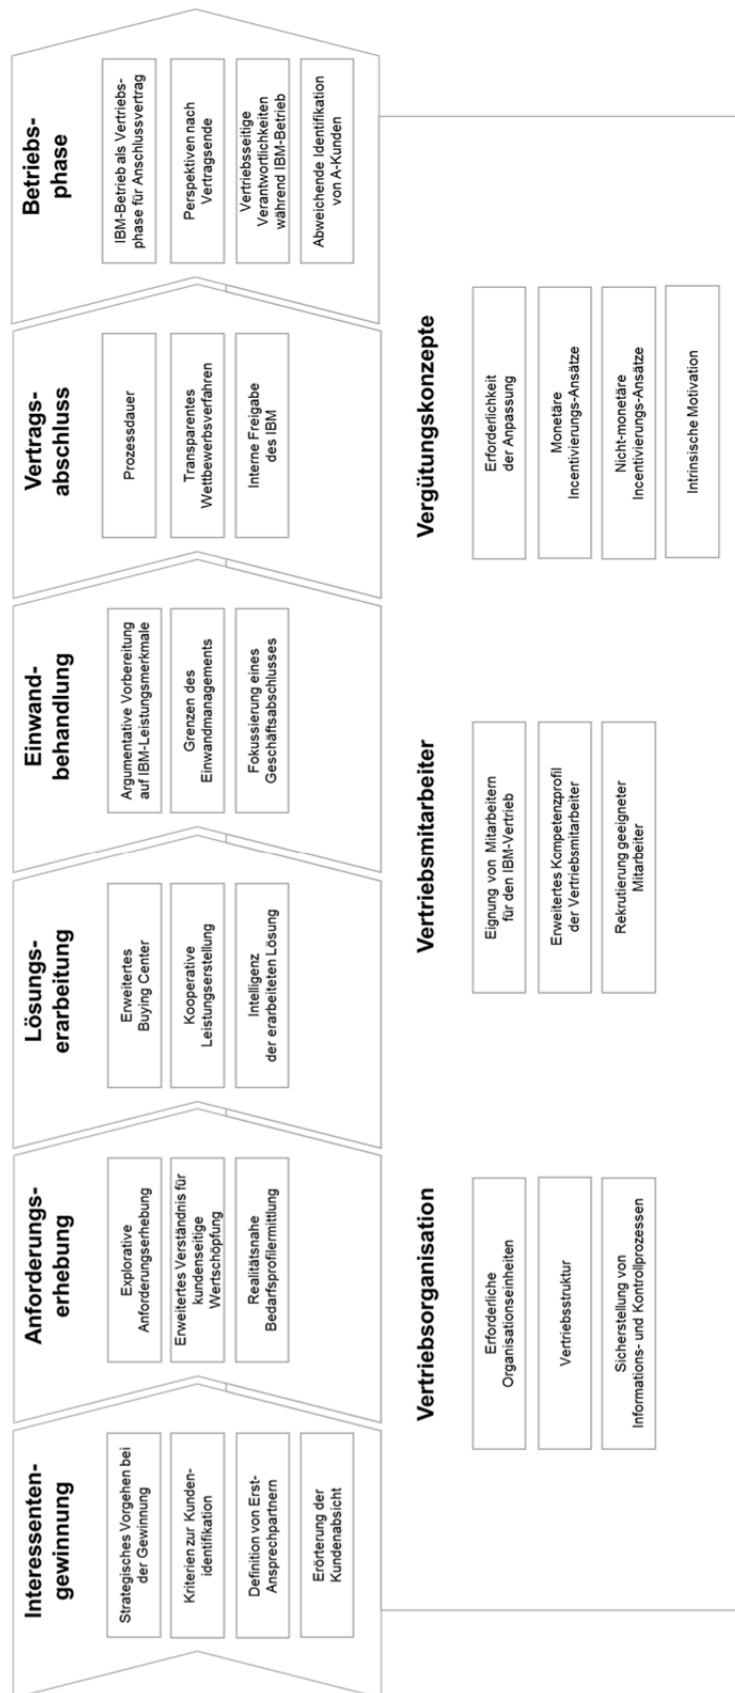 Interessenten-
gewinnung
Strategisches Vorgehen bei
der Gewinnung
Kriterien zur Kunden-
identifikation
Definition von Erst-
Ansprechpartnern
Erörterung der
Kundenabsicht
Anforderungs-
erhebung
Explorative
Anforderungserhebung
Erweitertes Verständnis für
kundenseitige
Wertschöpfung
Realitätsnahe
Bedarfsprofilermittlung
Lösungs-
erarbeitung
Erweitertes
Buying Center
Kooperative
Leistungserstellung
Intelligenz
der erarbeiteten Lösung
Einwand-
behandlung
Argumentative Vorbereitung
auf IBM-Leistungsmerkmale
Grenzen des
Einwandmanagements
Fokussierung eines
Geschäftsabschlusses
Vertrags-
abschluss
Prozessdauer
Transparentes
Wettbewerbsverfahren
Interne Freigabe
des IBM
Betriebs-
phase
IBM-Betrieb als Vertriebs-
phase für Anschlussvertrag
Perspektiven nach
Vertragsende
Vertriebsseitige
Verantwortlichkeiten
während IBM-Betrieb
Abweichende Identifikation
von A-Kunden
Vertriebsorganisation
Erforderliche
Organisationseinheiten
Vertriebsstruktur
Sicherstellung von
Informations- und Kontrollprozessen
Vertriebsmitarbeiter
Eignung von Mitarbeitern
für den IBM-Vertrieb
Erweitertes Kompetenzprofil
der Vertriebsmitarbeiter
Rekrutierung geeigneter
Mitarbeiter
Vergütungskonzepte
Erforderlichkeit
der Anpassung
Monetäre
Incentivierungs-Ansätze
Nicht-monetäre
Incentivierungs-Ansätze
Intrinsische Motivation